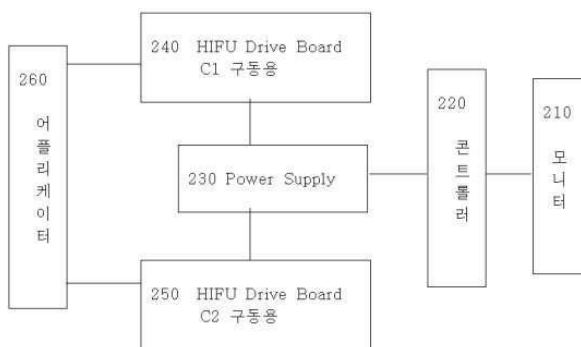 240 HIFU Drive Board
C1 구동용
260
어플리케이터
230 Power Supply
220
콘트롤러
210
모니터
250 HIFU Drive Board
C2 구동용